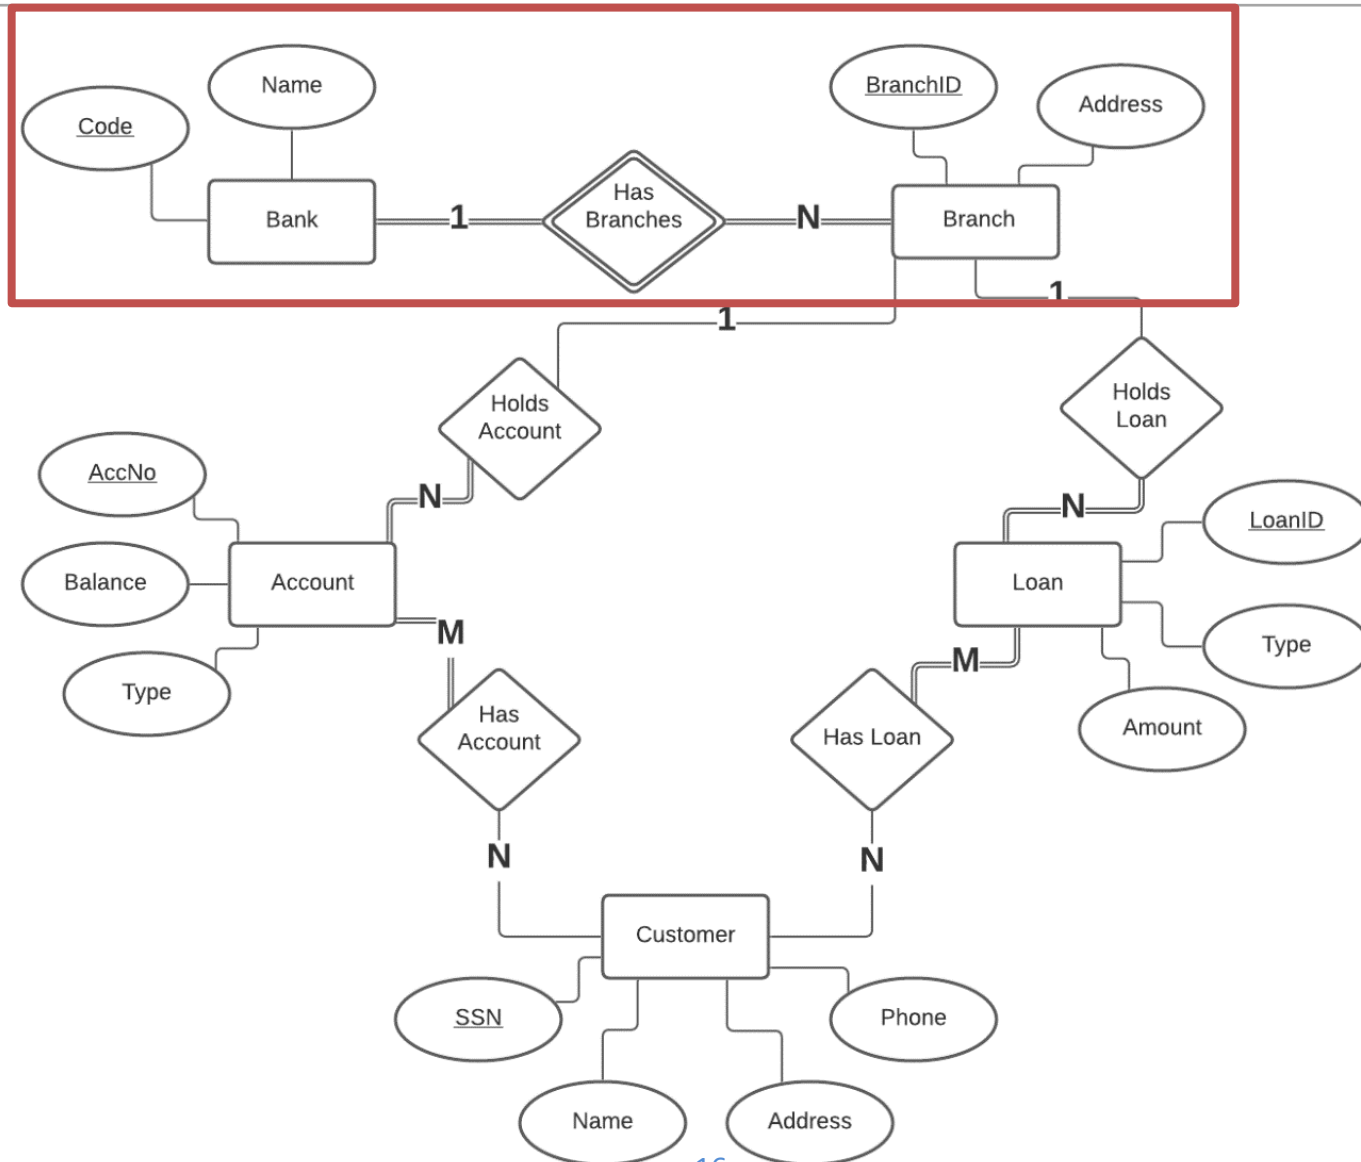 Name
Code
BranchID
Address
Has
Branches
Bank
1
N
Branch
1
1
Holds
Account
Holds
Loan
AccNo
N
N
LoanID
Balance
Account
Loan
Type
M
M
Type
Has
Account
Has Loan
Amount
N
N
Customer
SSN
Phone
Name
Address